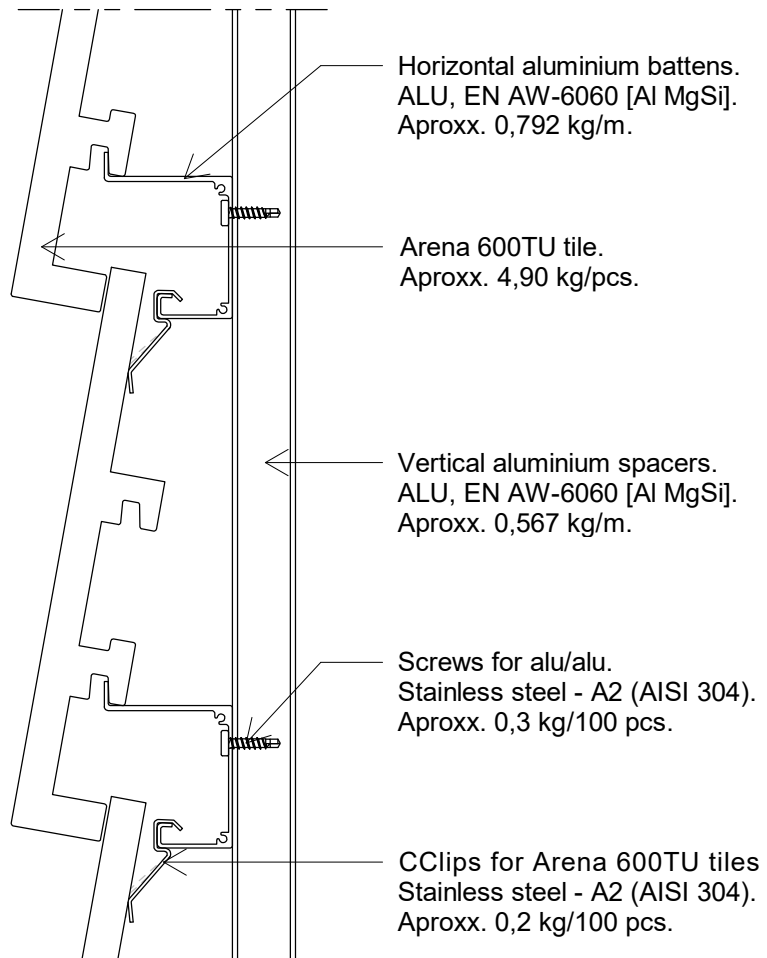 Horizontal aluminium battens.
ALU, EN AW-6060 [Al MgSi].
Aproxx. 0,792 kg/m.
Arena 600TU tile.
Aproxx. 4,90 kg/pcs.
Vertical aluminium spacers.
ALU, EN AW-6060 [Al MgSi].
Aproxx. 0,567 kg/m.
Screws for alu/alu.
Stainless steel - A2 (AISI 304).
Aproxx. 0,3 kg/100 pcs.
CClips for Arena 600TU tiles
Stainless steel - A2 (AISI 304).
Aproxx. 0,2 kg/100 pcs.